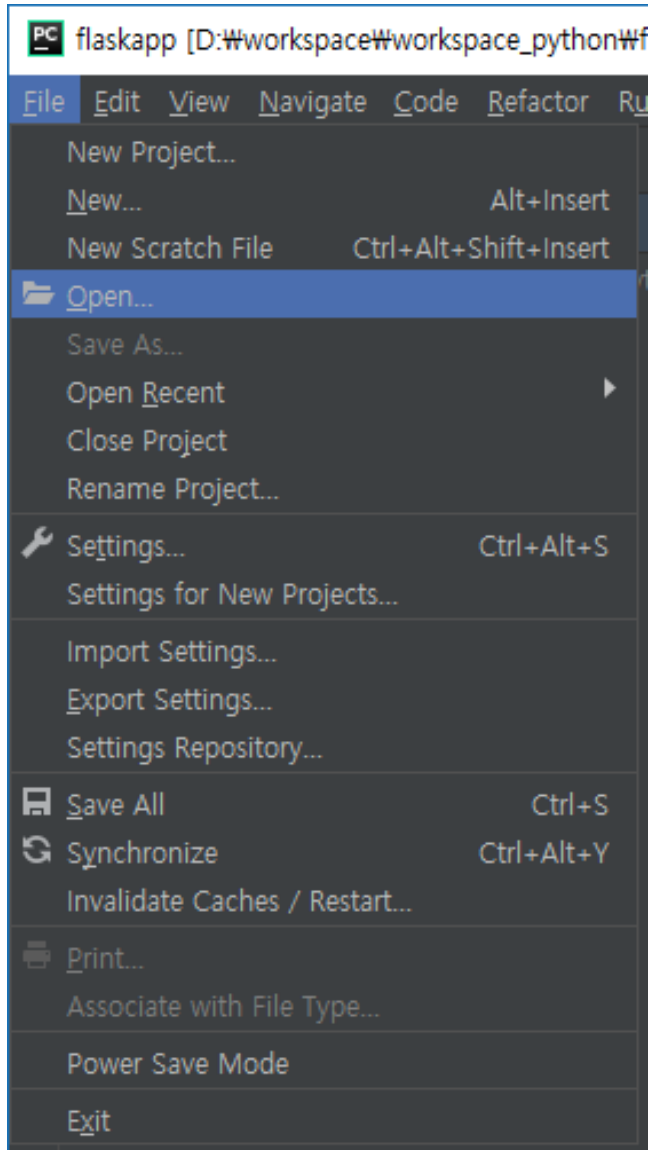 PC flaskapp [D:₩workspace₩workspace_python₩f
File Edit View Navigate Code Refactor Ru
New Project...
New... Alt+Insert
New Scratch File Ctrl+Alt+Shift+Insert
Open...
Save As...
Open Recent
Close Project
Rename Project...
Settings... Ctrl+Alt+S
Settings for New Projects...
Import Settings...
Export Settings...
Settings Repository...
Save All Ctrl+S
Synchronize Ctrl+Alt+Y
Invalidate Caches / Restart...
Print...
Associate with File Type...
Power Save Mode
Exit